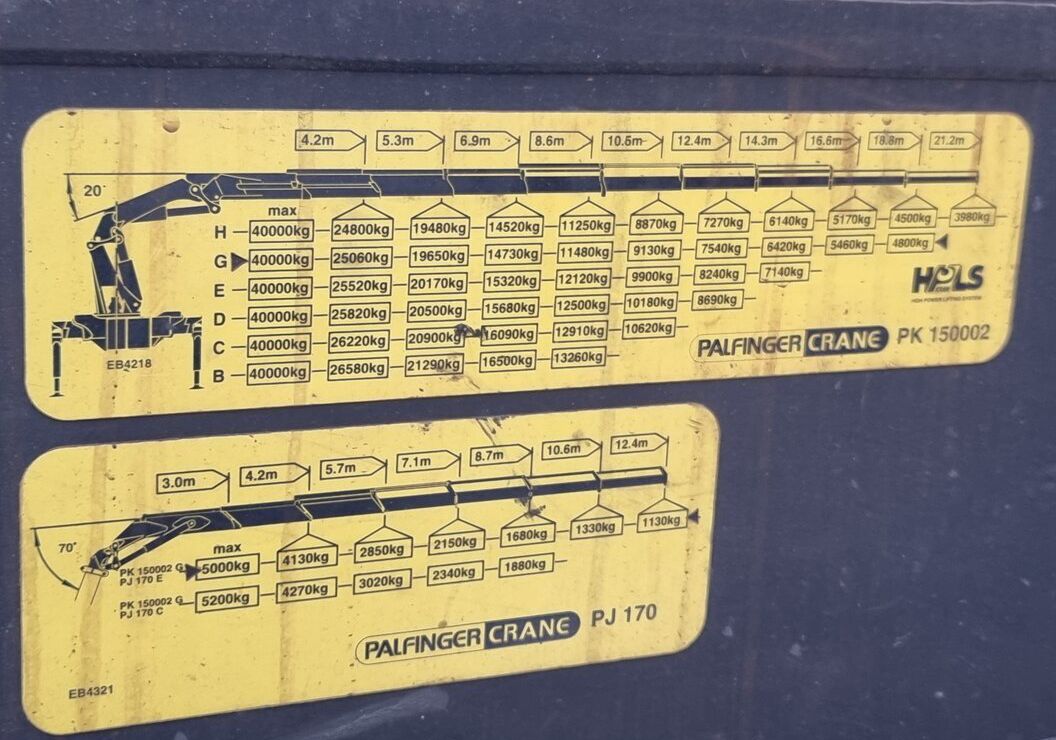 4.2m 5.3m 6.9m 8.6m 10.5m 12.4m 14.3m 16.6m 18.8m 21.2m
20°
max
H 40000kg 24800kg 19480kg 14520kg 11250kg 8870kg 7270kg 6140kg 5170kg 4500kg 3980kg
G 40000kg 25060kg 19650kg 14730kg 11480kg 9130kg 7540kg 6420kg 5460kg 4800kg
E 40000kg 25520kg 20170kg 15320kg 12120kg 9900kg 8240kg 7140kg
D 40000kg 25820kg 20500kg 15680kg 12500kg 10180kg 8690kg
C 40000kg 26220kg 20900kg 16090kg 12910kg 10620kg
B 40000kg 26580kg 21290kg 16500kg 13260kg
EB4218
HPLS
HIGH POWER LIFTING SYSTEM
PALFINGER CRANE PK 150002
3.0m 4.2m 5.7m 7.1m 8.7m 10.6m 12.4m
70°
max
PK 150002 G
PJ 170 E
5000kg 4130kg 2850kg 2150kg 1680kg 1330kg 1130kg
PK 150002 G
PJ 170 C
5200kg 4270kg 3020kg 2340kg 1880kg
PALFINGER CRANE PJ 170
EB4321